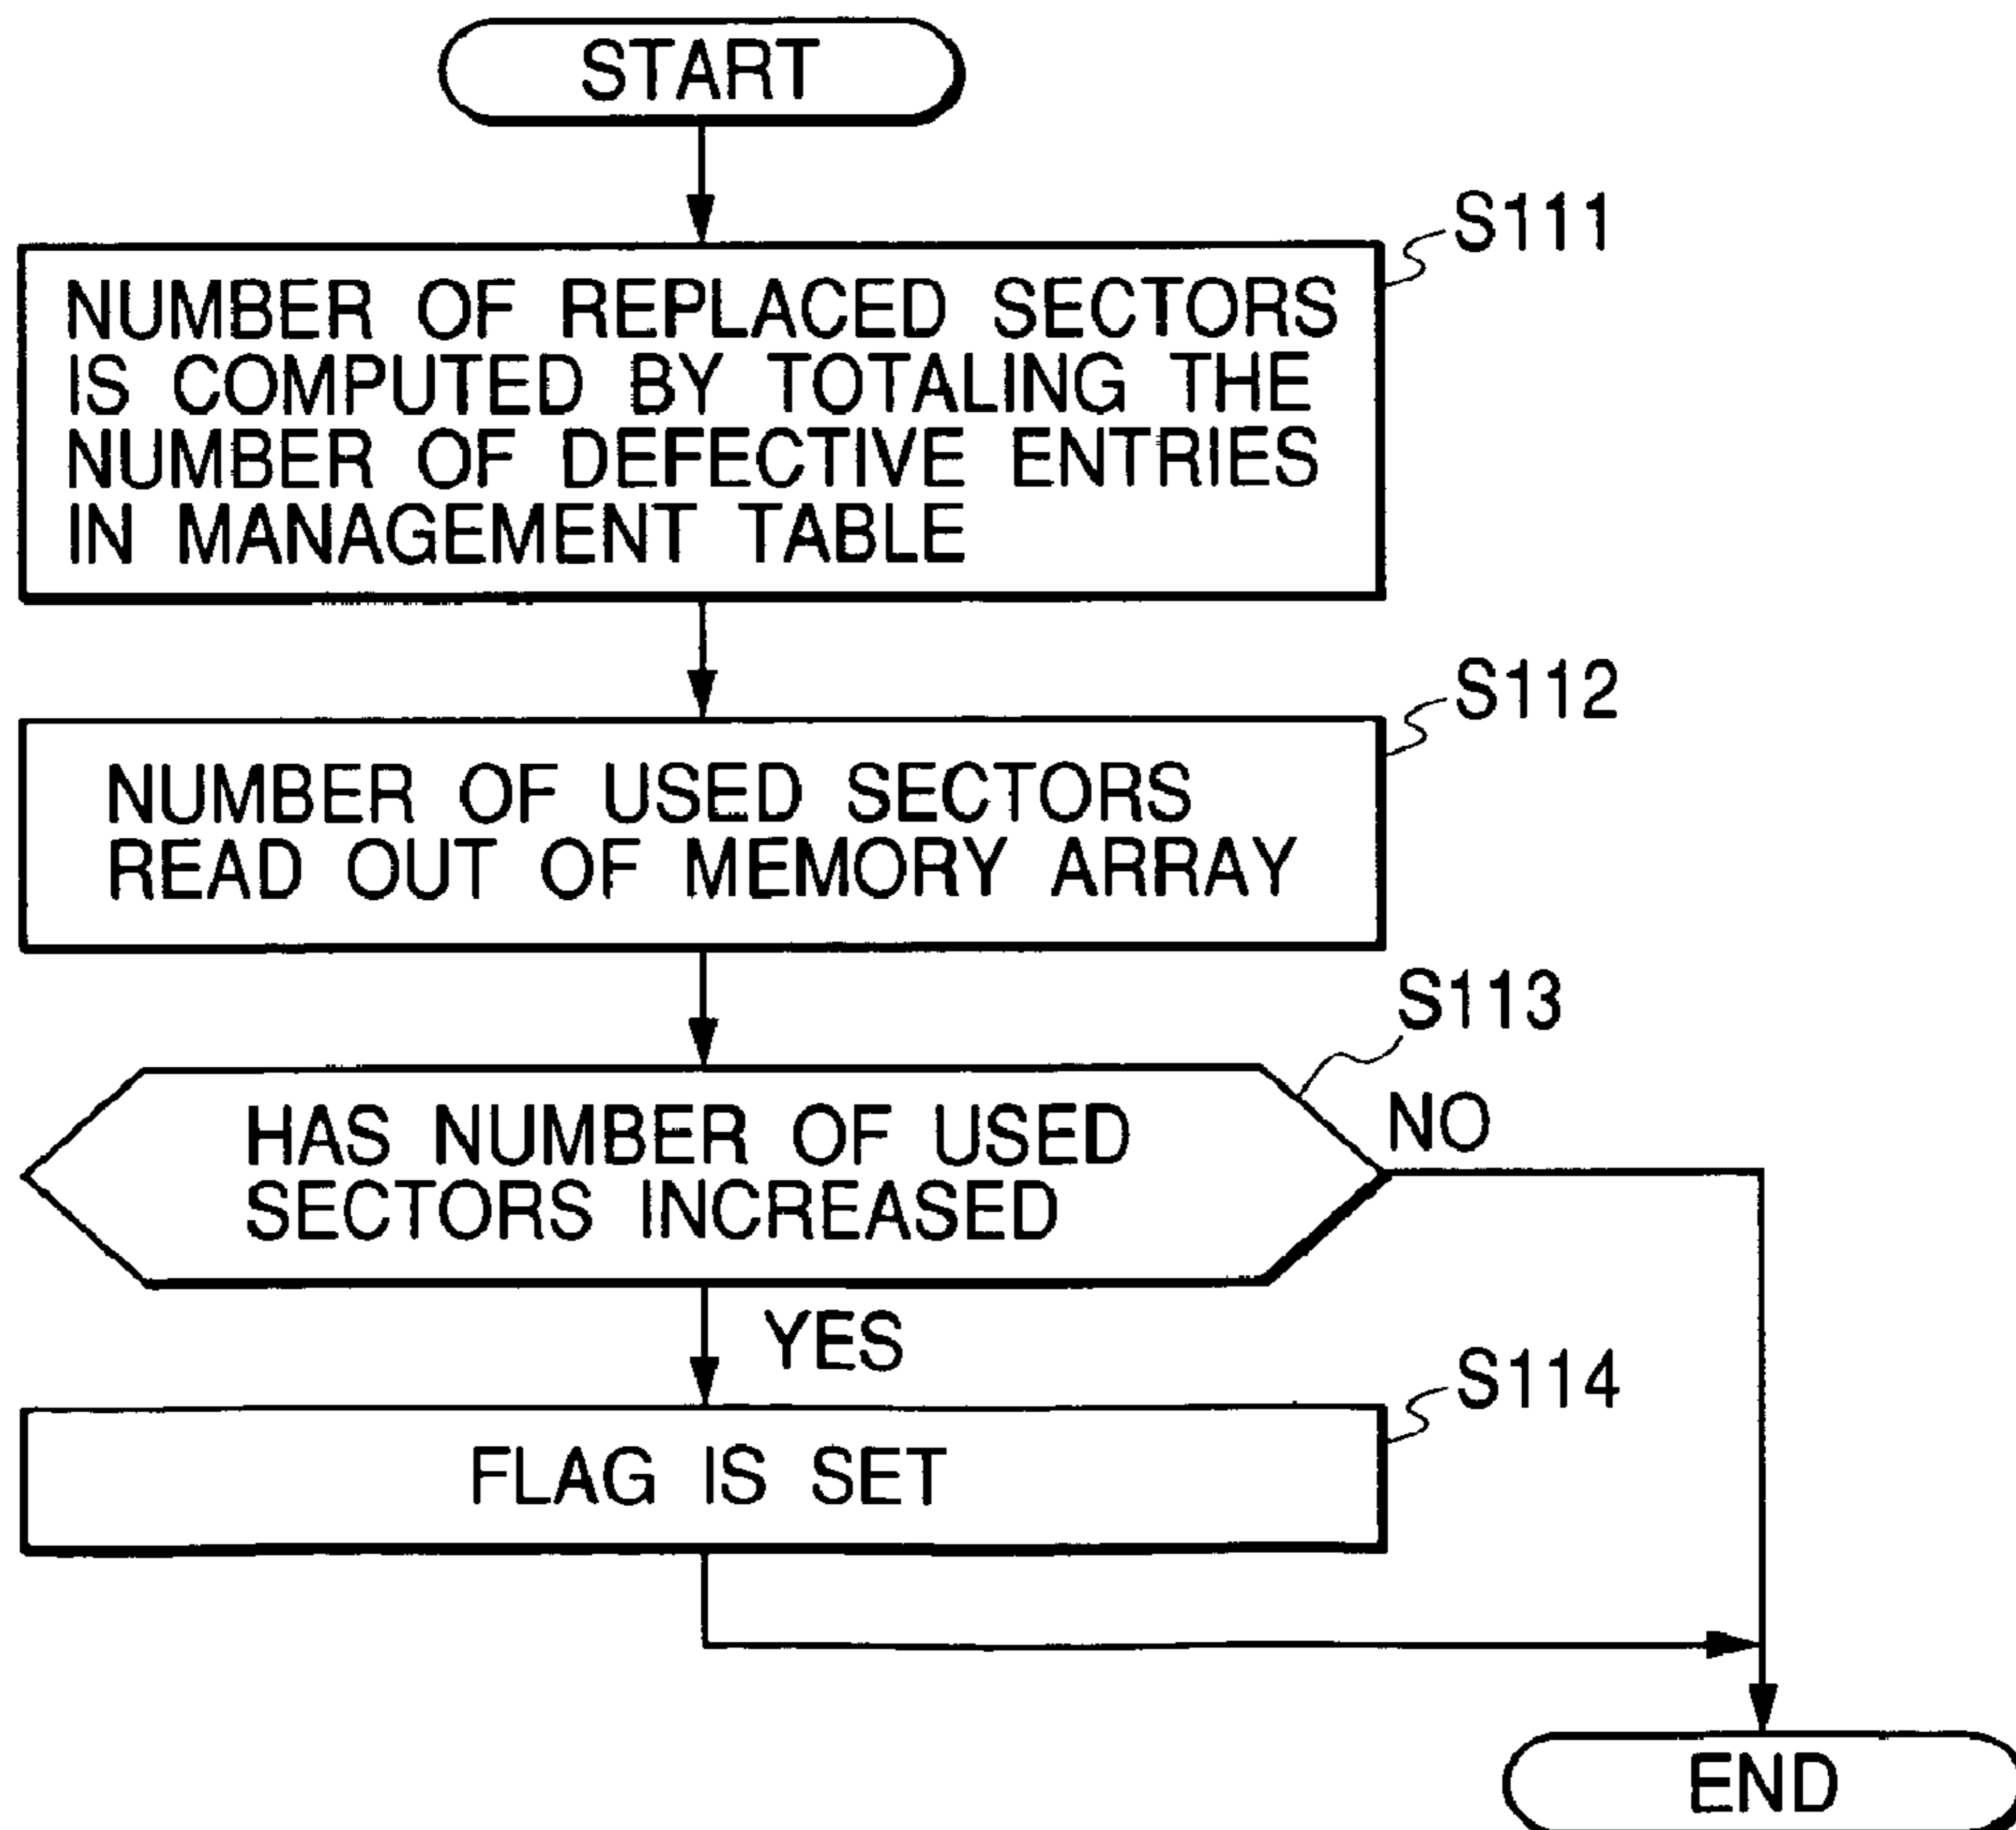 START
S111
NUMBER OF REPLACED SECTORS
IS COMPUTED BY TOTALING THE
NUMBER OF DEFECTIVE ENTRIES
IN MANAGEMENT TABLE
S112
NUMBER OF USED SECTORS
READ OUT OF MEMORY ARRAY
S113
HAS NUMBER OF USED
SECTORS INCREASED
NO
YES
S114
FLAG IS SET
END